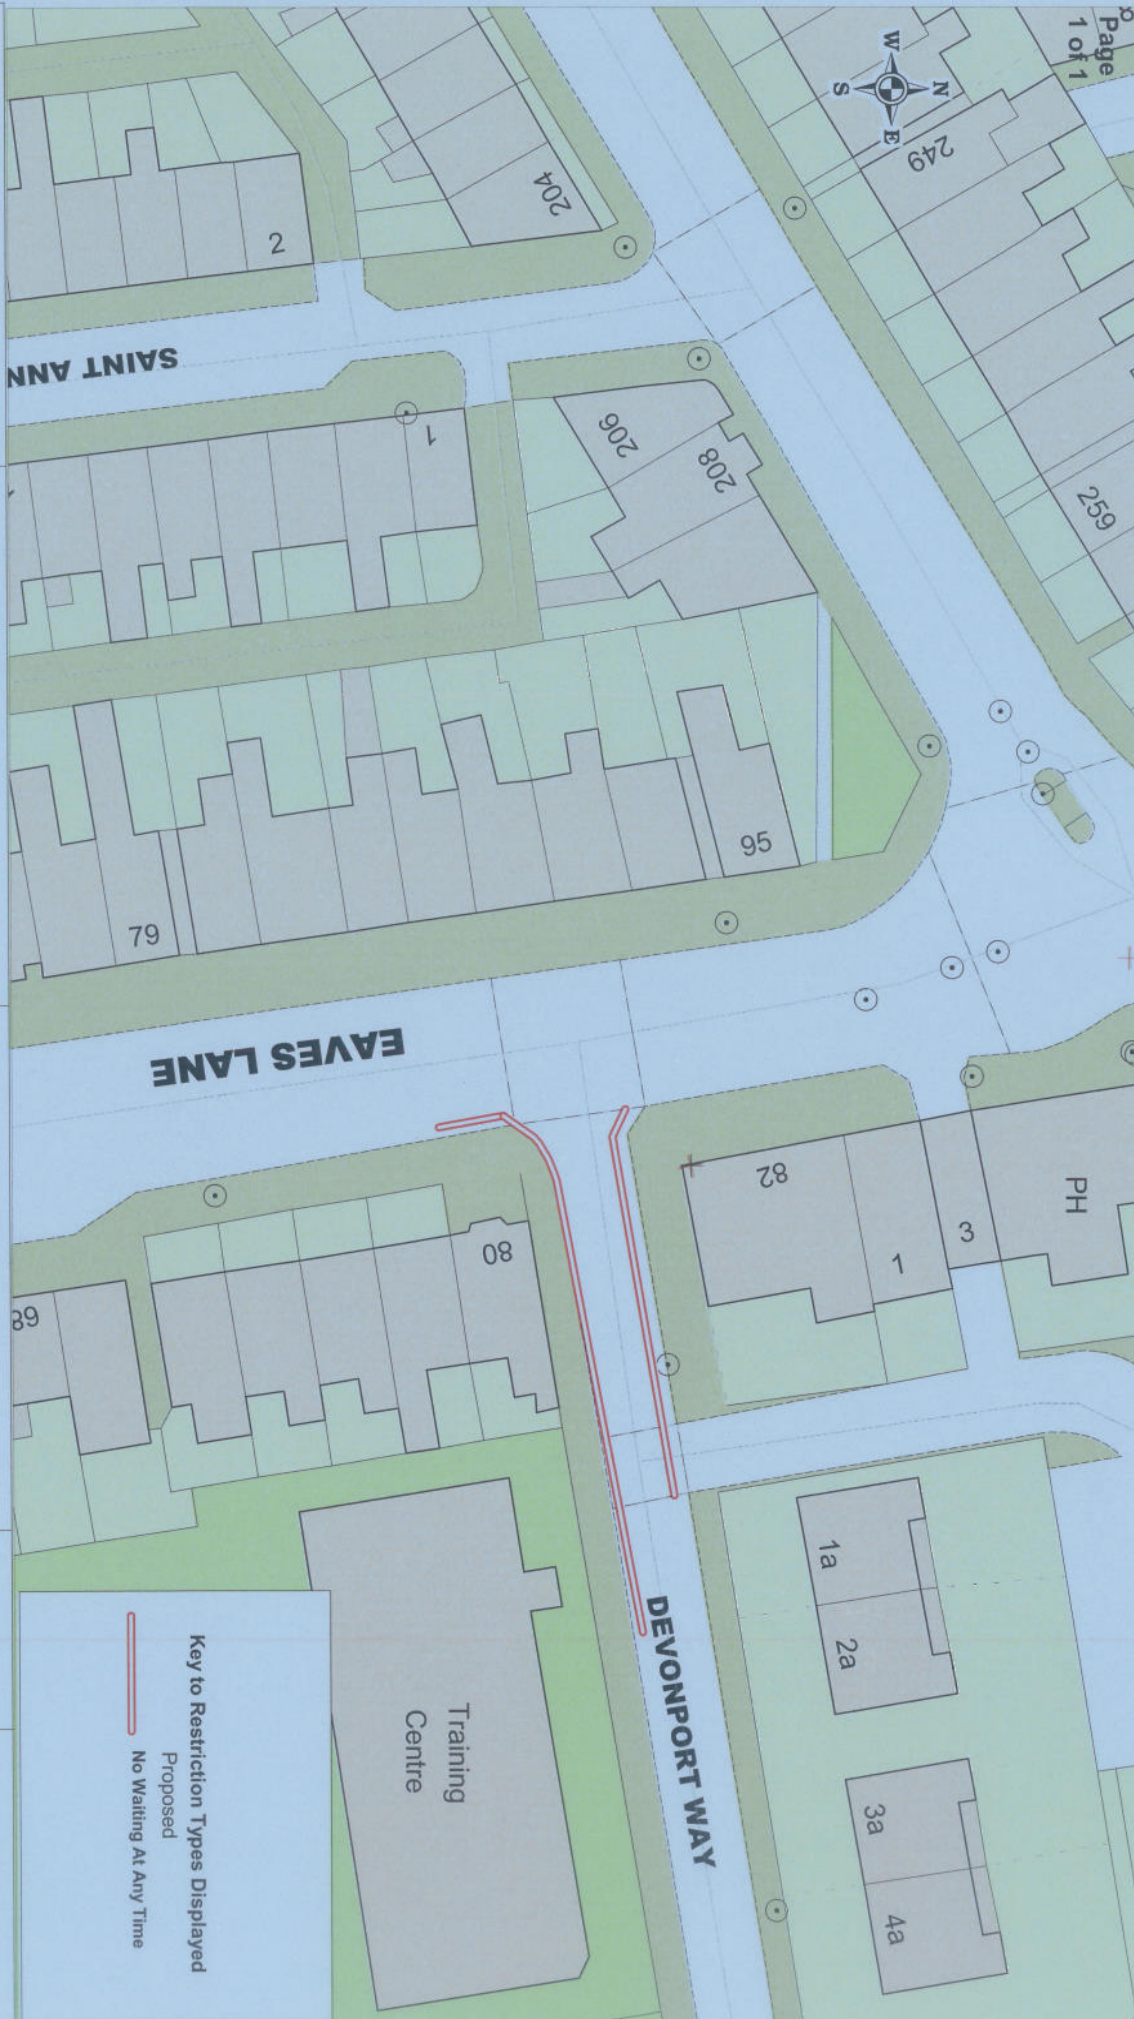 Page
1 of 1
W
N
S
E
249
204
2
SAINT ANN
1
206
208
259
95
79
EAVES LANE
82
1
3
PH
80
68
1a
2a
3a
4a
DEVONPORT WAY
Training
Centre
Key to Restriction Types Displayed
Proposed
No Waiting At Any Time